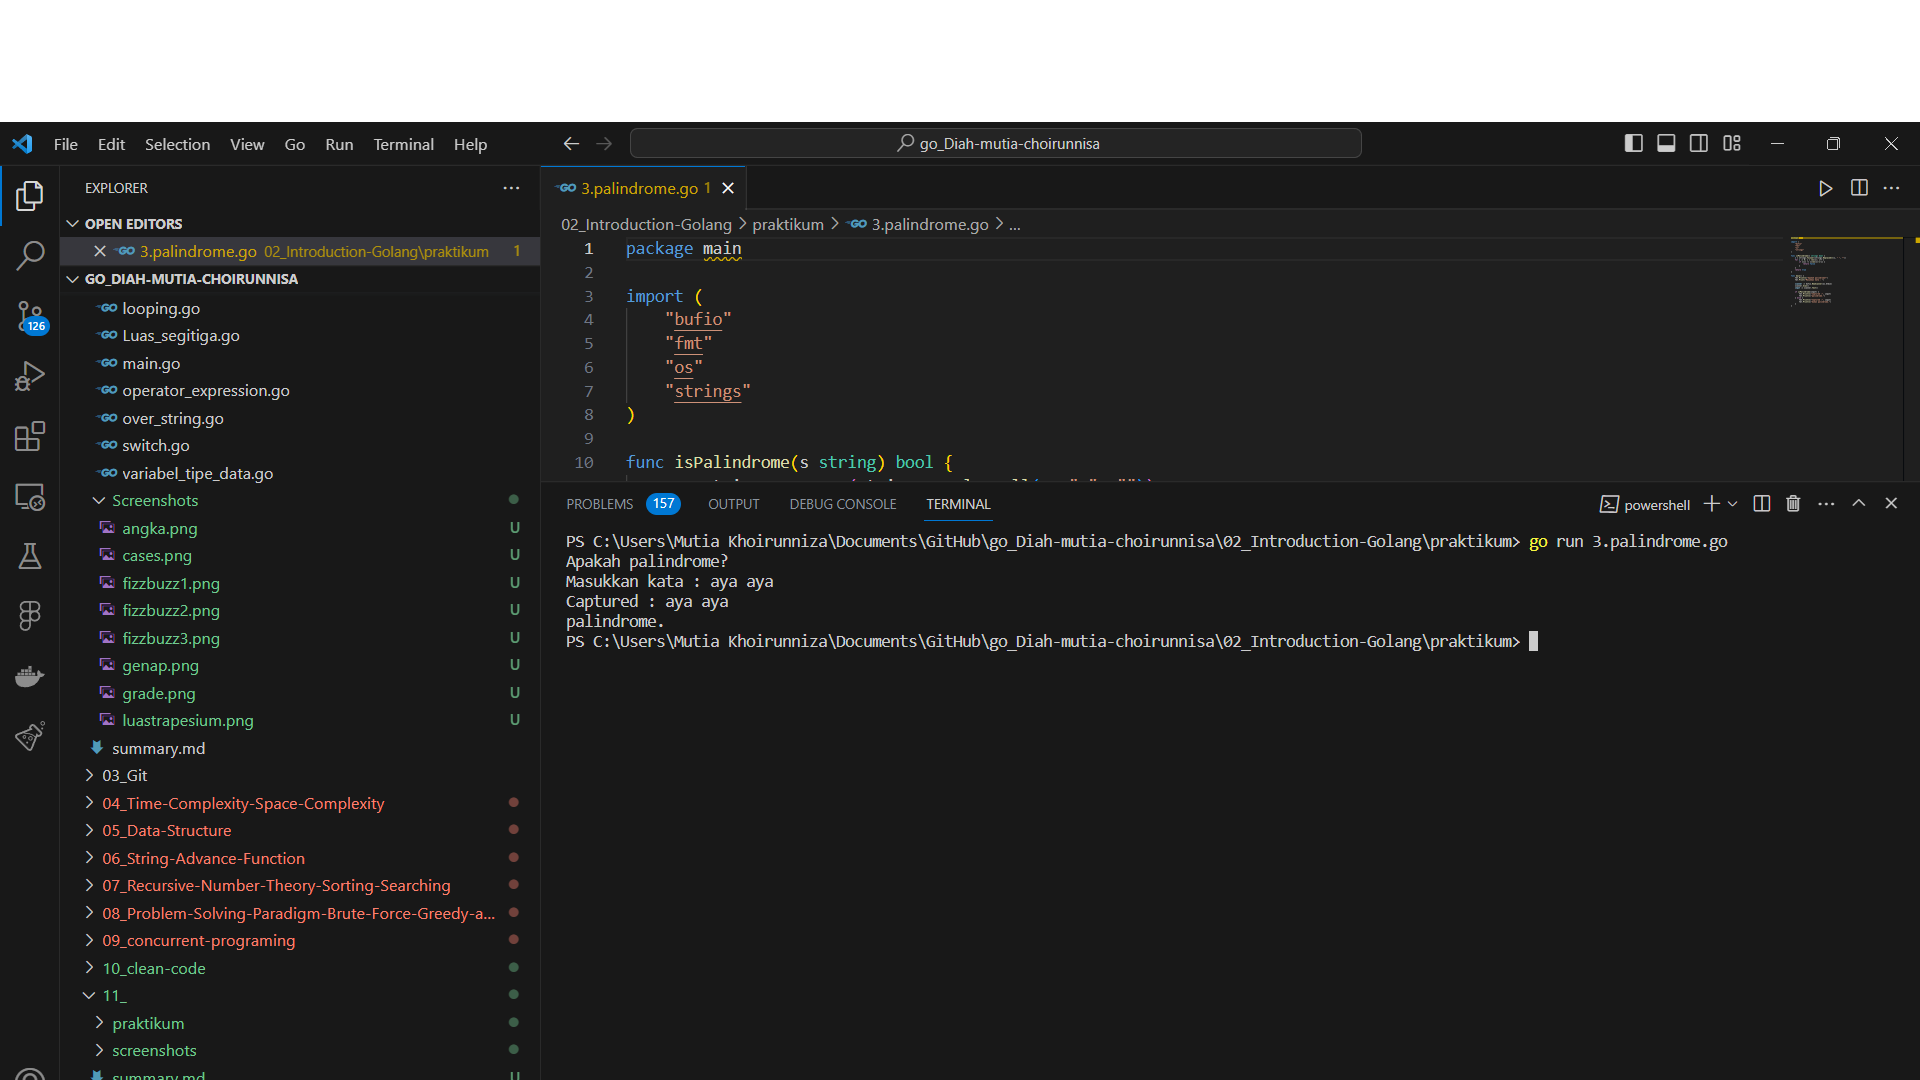 File Edit Selection View Go Run Terminal Help
go_Diah-mutia-choirunnisa
EXPLORER
OPEN EDITORS
3.palindrome.go 02_Introduction-Golang\praktikum 1
GO_DIAH-MUTIA-CHOIRUNNISA
looping.go
Luas_segitiga.go
126
main.go
operator_expression.go
over_string.go
switch.go
variabel_tipe_data.go
Screenshots
angka.png U
cases.png U
fizzbuzz1.png U
fizzbuzz2.png U
fizzbuzz3.png U
genap.png U
grade.png U
luastrapesium.png U
summary.md
03_Git
04_Time-Complexity-Space-Complexity
05_Data-Structure
06_String-Advance-Function
07_Recursive-Number-Theory-Sorting-Searching
08_Problem-Solving-Paradigm-Brute-Force-Greedy-a...
09_concurrent-programing
10_clean-code
11_
praktikum
screenshots
summary.md U
GO 3.palindrome.go 1
02_Introduction-Golang > praktikum > GO 3.palindrome.go > ...
1 package main
2
3 import (
4 "bufio"
5 "fmt"
6 "os"
7 "strings"
8 )
9
10 func isPalindrome(s string) bool {
PROBLEMS 157 OUTPUT DEBUG CONSOLE TERMINAL
powershell
PS C:\Users\Mutia Khoirunniza\Documents\GitHub\go_Diah-mutia-choirunnisa\02_Introduction-Golang\praktikum> go run 3.palindrome.go
Apakah palindrome?
Masukkan kata : aya aya
Captured : aya aya
palindrome.
PS C:\Users\Mutia Khoirunniza\Documents\GitHub\go_Diah-mutia-choirunnisa\02_Introduction-Golang\praktikum>